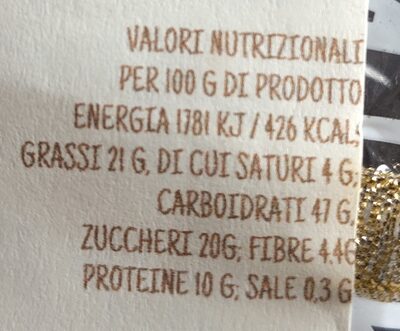 VALORI NUTRIZIONALI
PER 100 G DI PRODOTTO
ENERGIA 1781 KJ / 426 KCAL;
GRASSI 21 G, DI CUI SATURI 4 G;
CARBOIDRATI 47 G,
ZUCCHERI 20G; FIBRE 4.4G
PROTEINE 10 G; SALE 0,3 G